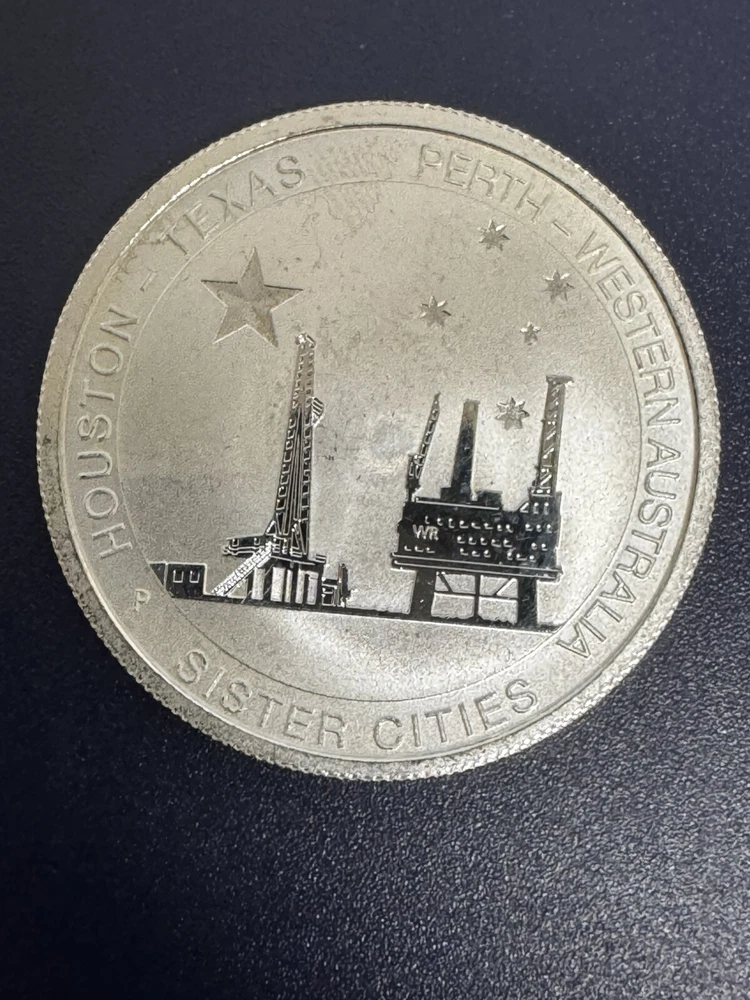 HOUSTON - TEXAS
PERTH - WESTERN AUSTRALIA
WR
P
SISTER CITIES